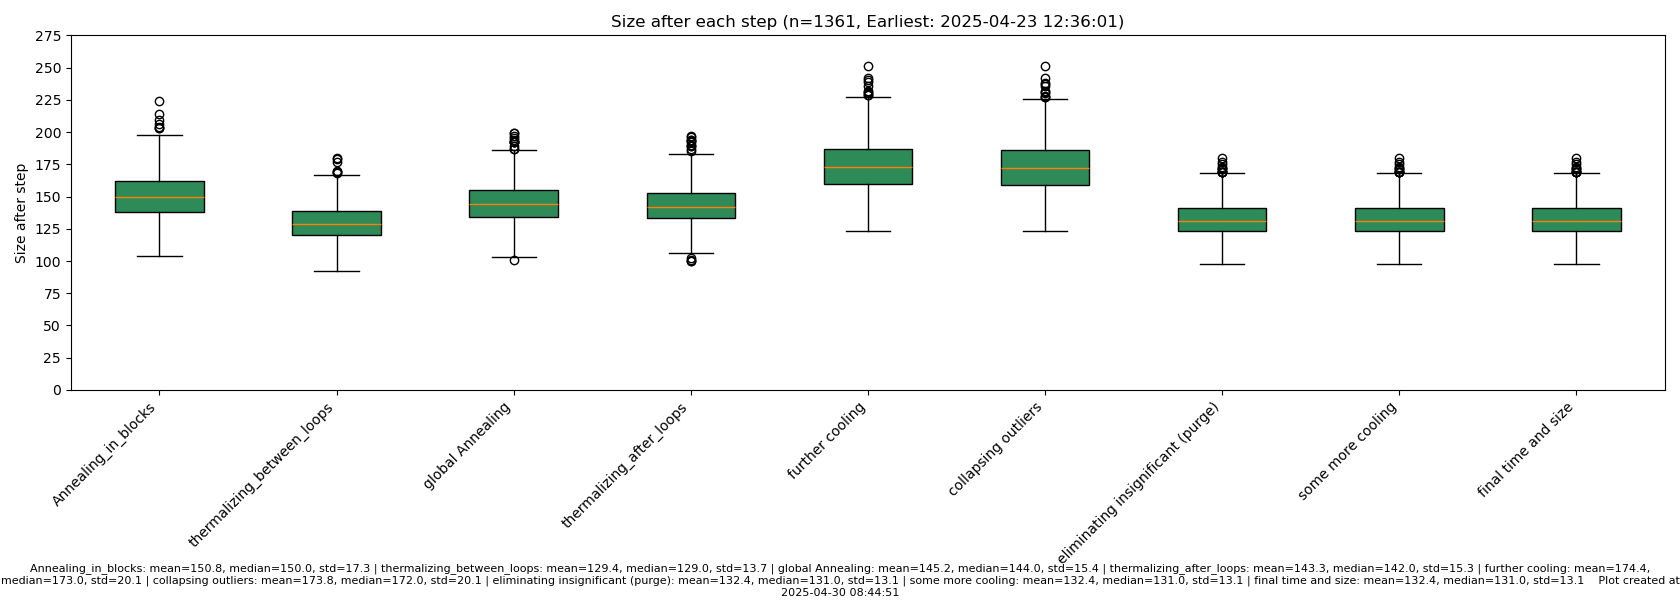 Size after each step (n=1361, Earliest: 2025-04-23 12:36:01)
275
250
225
200
175
150
125
100
75
50
25
0
Size after step
Annealing_in_blocks
thermalizing_between_loops
global Annealing
thermalizing_after_loops
further cooling
collapsing outliers
eliminating insignificant (purge)
some more cooling
final time and size
Annealing_in_blocks: mean=150.8, median=150.0, std=17.3 | thermalizing_between_loops: mean=129.4, median=129.0, std=13.7 | global Annealing: mean=145.2, median=144.0, std=15.4 | thermalizing_after_loops: mean=143.3, median=142.0, std=15.3 | further cooling: mean=174.4,
median=173.0, std=20.1 | collapsing outliers: mean=173.8, median=172.0, std=20.1 | eliminating insignificant (purge): mean=132.4, median=131.0, std=13.1 | some more cooling: mean=132.4, median=131.0, std=13.1 | final time and size: mean=132.4, median=131.0, std=13.1    Plot created at
2025-04-30 08:44:51